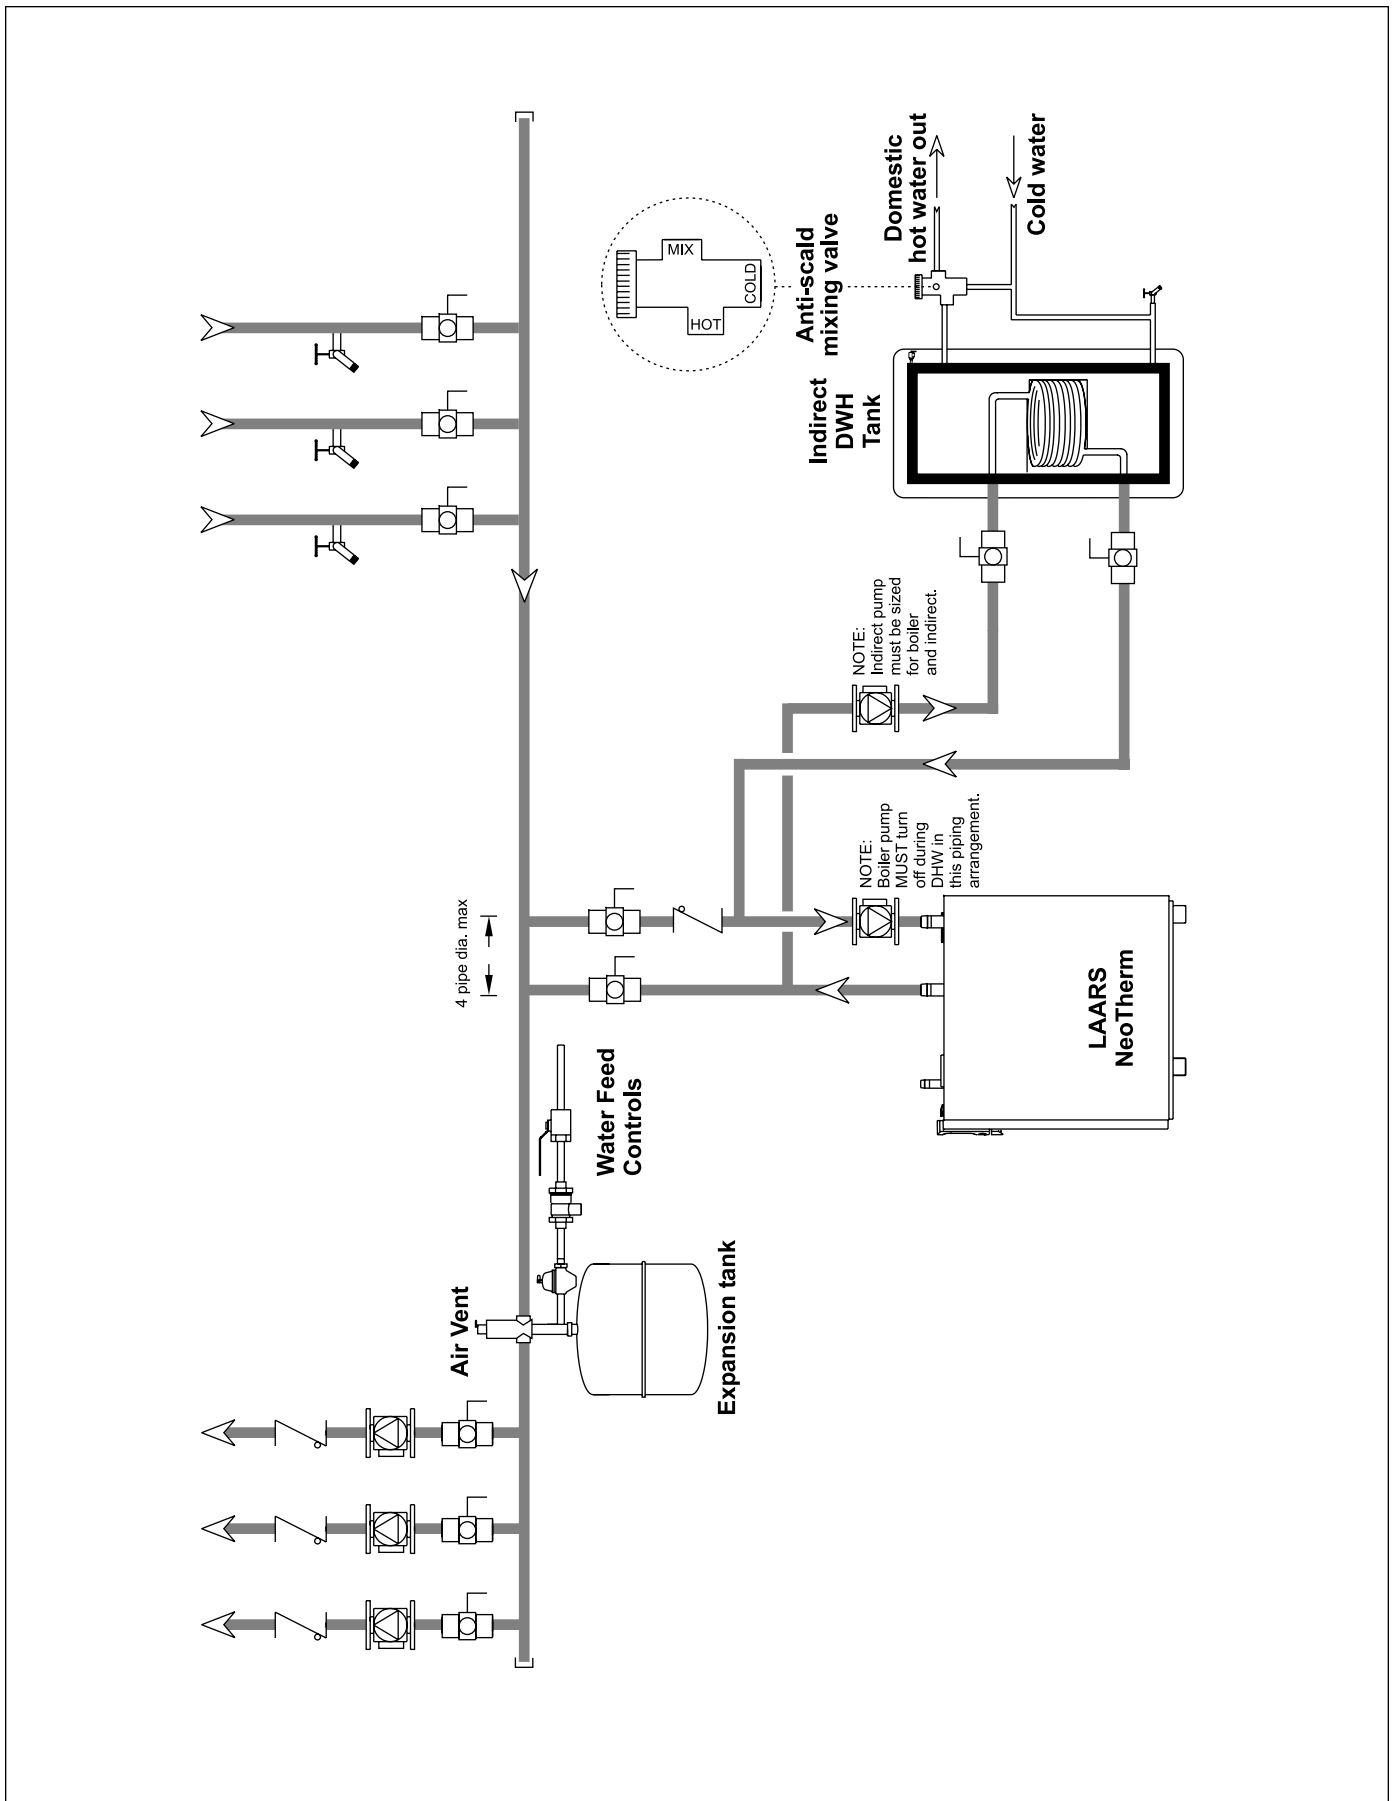 Air Vent
Expansion tank
Water Feed
Controls
4 pipe dia. max
LAARS
NeoTherm
NOTE:
Boiler pump
MUST turn
off during
DHW in
this piping
arrangement.
NOTE:
Indirect pump
must be sized
for boiler
and indirect.
Indirect
DWH
Tank
Anti-scald
mixing valve
HOT
MIX
COLD
Domestic
hot water out
Cold water